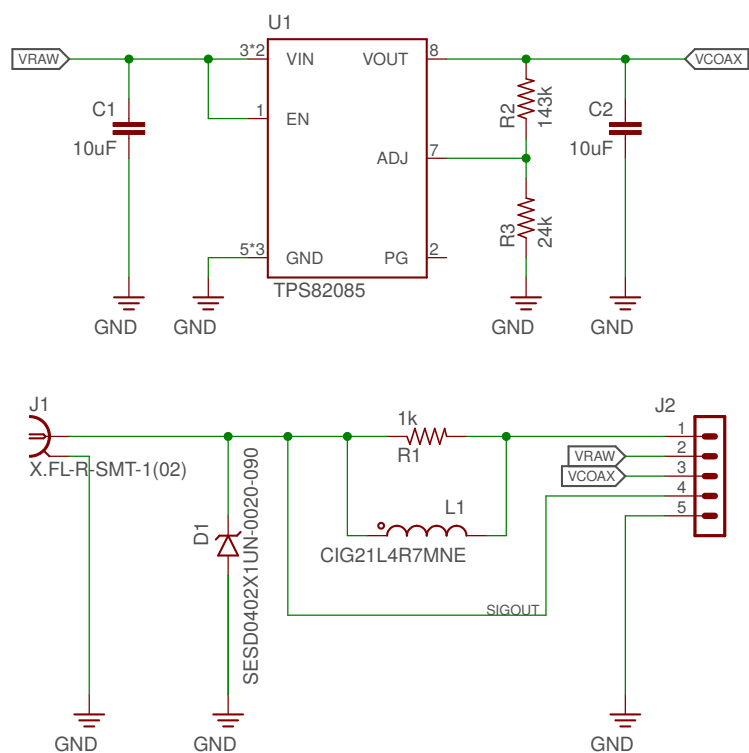 U1
VRAW
3*2
VIN
VOUT
8
VCOAX
C1
10uF
1
EN
R2
143k
C2
10uF
ADJ
7
R3
24k
5*3
GND
PG
2
TPS82085
GND
GND
GND
GND
J1
X.FL-R-SMT-1(02)
1k
R1
J2
1
VRAW
2
VCOAX
3
4
5
D1
SESD0402X1UN-0020-090
L1
CIG21L4R7MNE
SIGOUT
GND
GND
GND